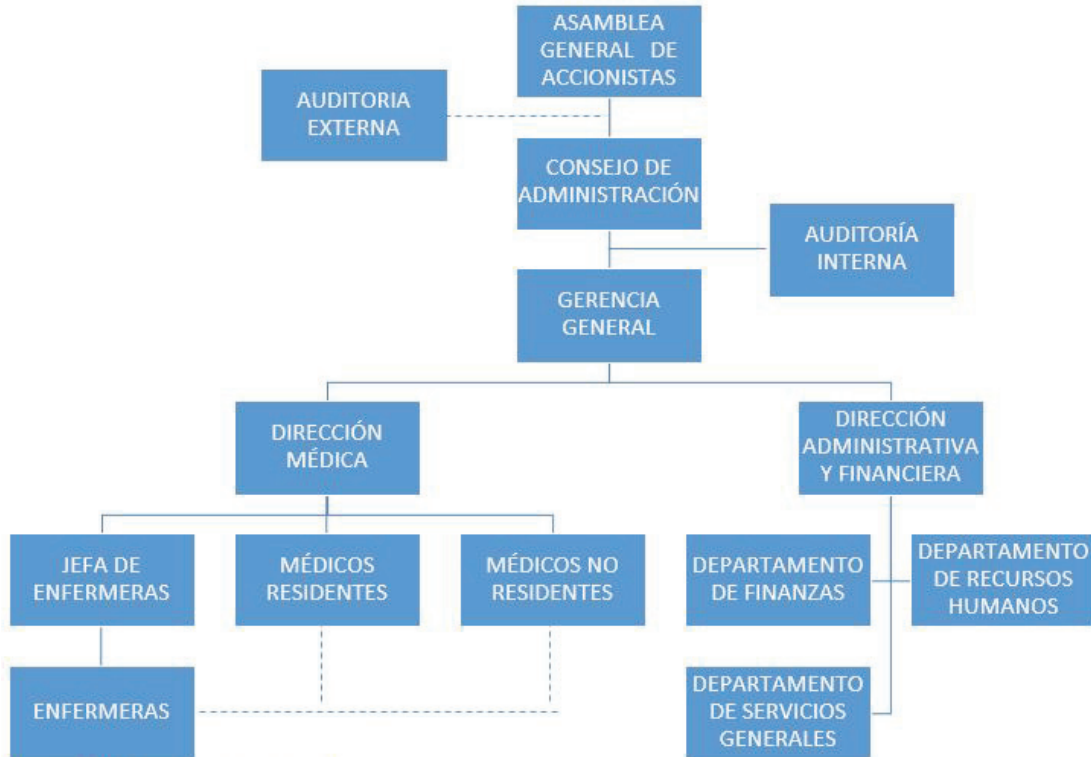 ASAMBLEA
GENERAL DE
ACCIONISTAS
AUDITORIA
EXTERNA
CONSEJO DE
ADMINISTRACIÓN
AUDITORÍA
INTERNA
GERENCIA
GENERAL
DIRECCIÓN
MÉDICA
DIRECCIÓN
ADMINISTRATIVA
Y FINANCIERA
JEFA DE
ENFERMERAS
MÉDICOS
RESIDENTES
MÉDICOS NO
RESIDENTES
DEPARTAMENTO
DE FINANZAS
DEPARTAMENTO
DE RECURSOS
HUMANOS
ENFERMERAS
DEPARTAMENTO
DE SERVICIOS
GENERALES